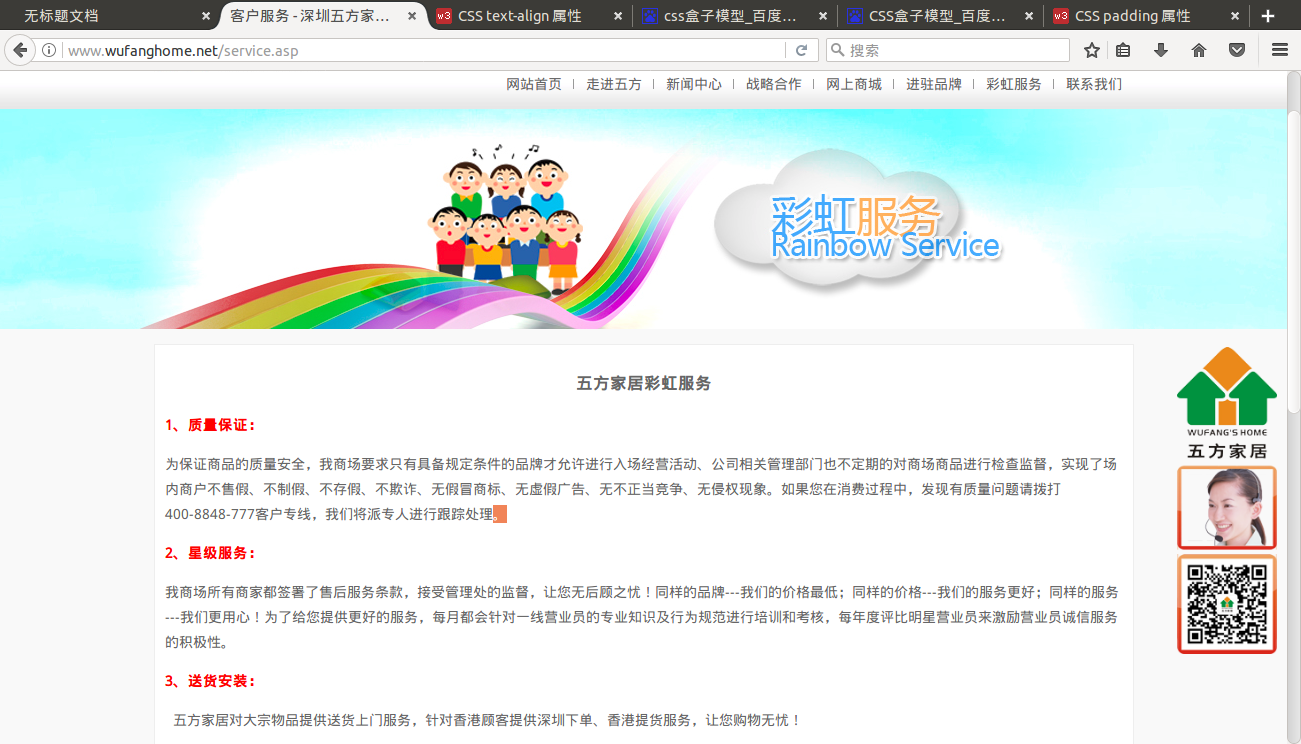 无标题文档
客户服务 - 深圳五方家…
w3 CSS text-align 属性
css盒子模型_百度…
CSS盒子模型_百度…
w3 CSS padding 属性
www.wufanghome.net/service.asp
搜索
网站首页 | 走进五方 | 新闻中心 | 战略合作 | 网上商城 | 进驻品牌 | 彩虹服务 | 联系我们
彩虹服务
Rainbow Service
五方家居彩虹服务
1、质量保证：
为保证商品的质量安全，我商场要求只有具备规定条件的品牌才允许进行入场经营活动、公司相关管理部门也不定期的对商场商品进行检查监督，实现了场
内商户不售假、不制假、不存假、不欺诈、无假冒商标、无虚假广告、无不正当竞争、无侵权现象。如果您在消费过程中，发现有质量问题请拨打
400-8848-777客户专线，我们将派专人进行跟踪处理。
2、星级服务：
我商场所有商家都签署了售后服务条款，接受管理处的监督，让您无后顾之忧！同样的品牌---我们的价格最低；同样的价格---我们的服务更好；同样的服务
---我们更用心！为了给您提供更好的服务，每月都会针对一线营业员的专业知识及行为规范进行培训和考核，每年度评比明星营业员来激励营业员诚信服务
的积极性。
3、送货安装：
五方家居对大宗物品提供送货上门服务，针对香港顾客提供深圳下单、香港提货服务，让您购物无忧！
WUFANG'S HOME
五方家居